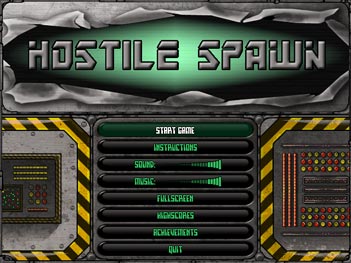 HOSTILE SPAWN
START GAME
INSTRUCTIONS
SOUND:
MUSIC:
FULLSCREEN
HIGHSCORES
ACHIEVEMENTS
QUIT